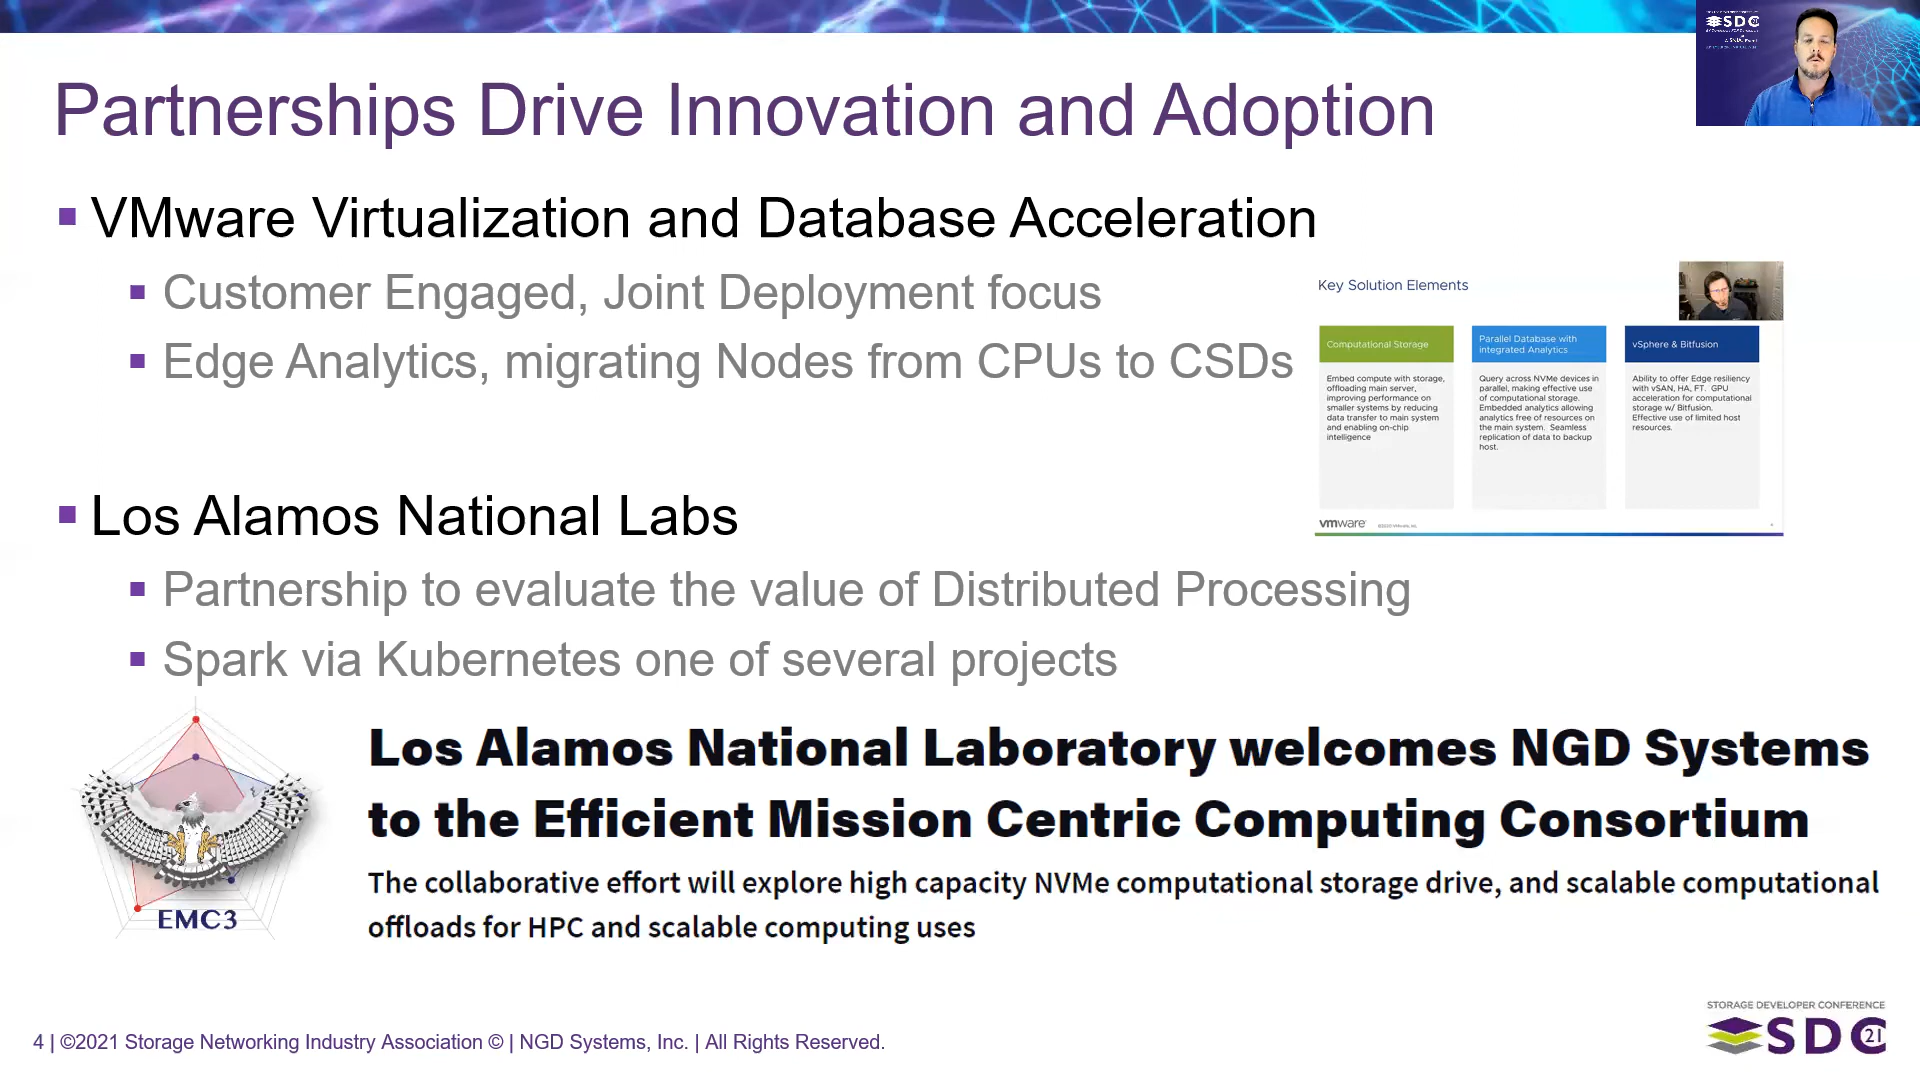 Partnerships Drive Innovation and Adoption
VMware Virtualization and Database Acceleration
Customer Engaged, Joint Deployment focus
Edge Analytics, migrating Nodes from CPUs to CSDs
Key Solution Elements
Computational Storage
Embed compute with storage,
offloading main server,
improving performance on
smaller systems by reducing
data transfer to main system
and enabling on-chip
intelligence
Parallel Database with
integrated Analytics
Query across NVMe devices in
parallel, making effective use
of computational storage.
Embedded analytics allowing
analytics free of resources on
the main system. Seamless
replication of data to backup
host.
vSphere & Bitfusion
Ability to offer Edge resiliency
with vSAN, HA, FT. GPU
acceleration for computational
storage w/ Bitfusion.
Effective use of limited host
resources.
vmware
Los Alamos National Labs
Partnership to evaluate the value of Distributed Processing
Spark via Kubernetes one of several projects
EMC3
Los Alamos National Laboratory welcomes NGD Systems
to the Efficient Mission Centric Computing Consortium
The collaborative effort will explore high capacity NVMe computational storage drive, and scalable computational
offloads for HPC and scalable computing uses
4 | ©2021 Storage Networking Industry Association © | NGD Systems, Inc. | All Rights Reserved.
STORAGE DEVELOPER CONFERENCE
SDC 21
SDC